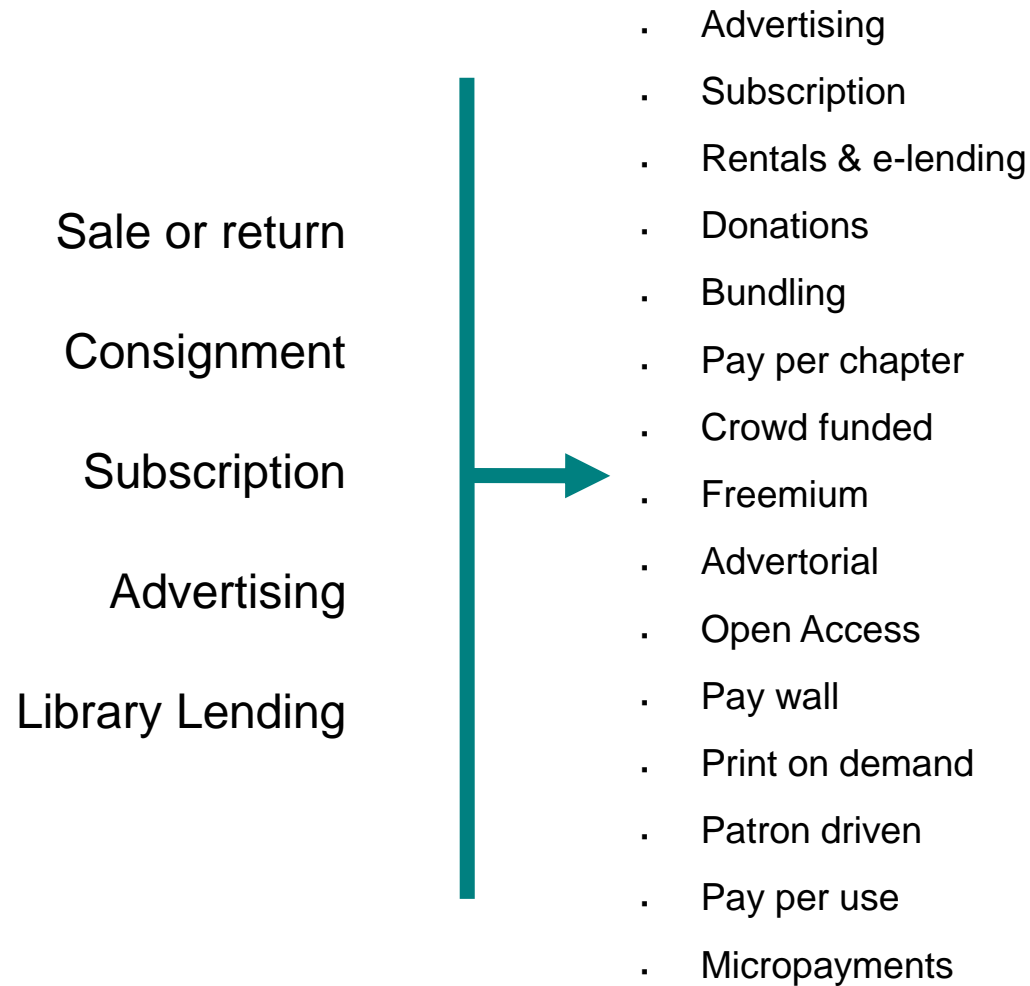 Sale or return
Consignment
Subscription
Advertising
Library Lending
▪ Advertising
▪ Subscription
▪ Rentals & e-lending
▪ Donations
▪ Bundling
▪ Pay per chapter
▪ Crowd funded
▪ Freemium
▪ Advertorial
▪ Open Access
▪ Pay wall
▪ Print on demand
▪ Patron driven
▪ Pay per use
▪ Micropayments